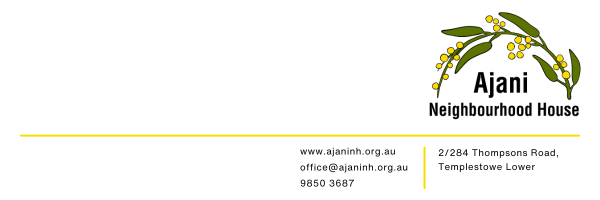 Ajani
Neighbourhood House
www.ajaninh.org.au
office@ajaninh.org.au
9850 3687
2/284 Thompsons Road,
Templestowe Lower